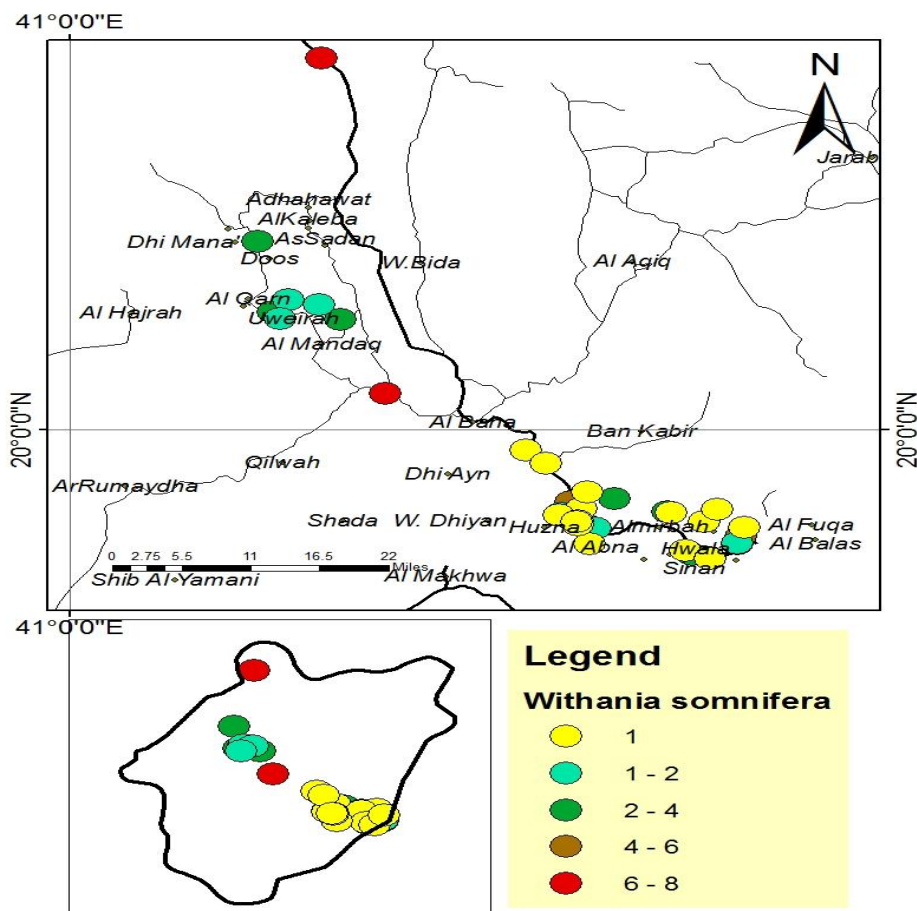 41°0'0"E
N
Jarab
Adhahawat
AlKaleba
Dhi Mana'
AsSadan
Doos
W.Bida
Al Aqiq
Al Qarn
Al Hajrah
Uweirah
Al Mandaq
20°0'0"N
20°0'0"N
Al Baha
Ban Kabir
Qilwah
Dhi Ayn
ArRumaydha
Shada
W. Dhiyan
Huzna
Almirbah
Al Fuqa
Al Abna
Hwala
Al Balas
Sinan
0 2.75 5.5 11 16.5 22
Miles
Shib Al Yamani
Al Makhwa
41°0'0"E
Legend
Withania somnifera
1
1 - 2
2 - 4
4 - 6
6 - 8